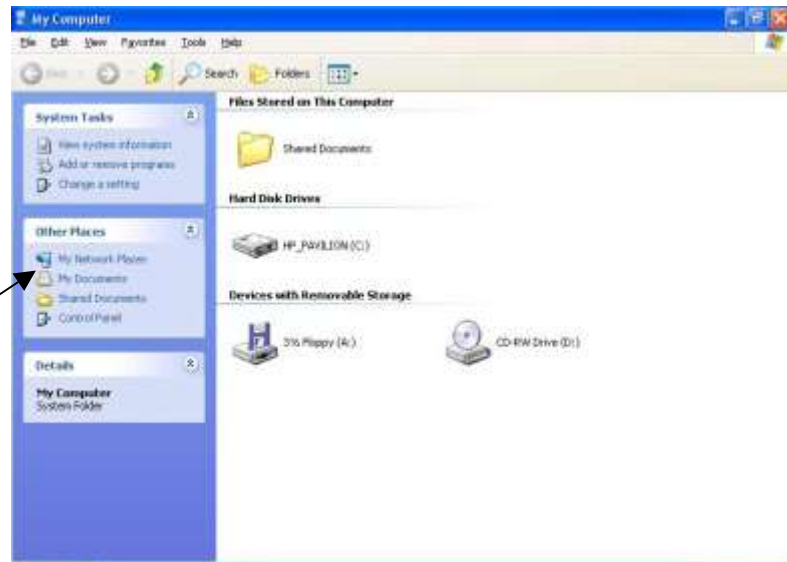 My Computer
File Edit View Favorites Tools Help
Back Search Folders
System Tasks
View system information
Add or remove programs
Change a setting
Other Places
My Network Places
My Documents
Shared Documents
Control Panel
Details
My Computer
System Folder
Files Stored on This Computer
Shared Documents
Hard Disk Drives
HP_PAVILION (C:)
Devices with Removable Storage
3½ Floppy (A:)
CD-RW Drive (D:)